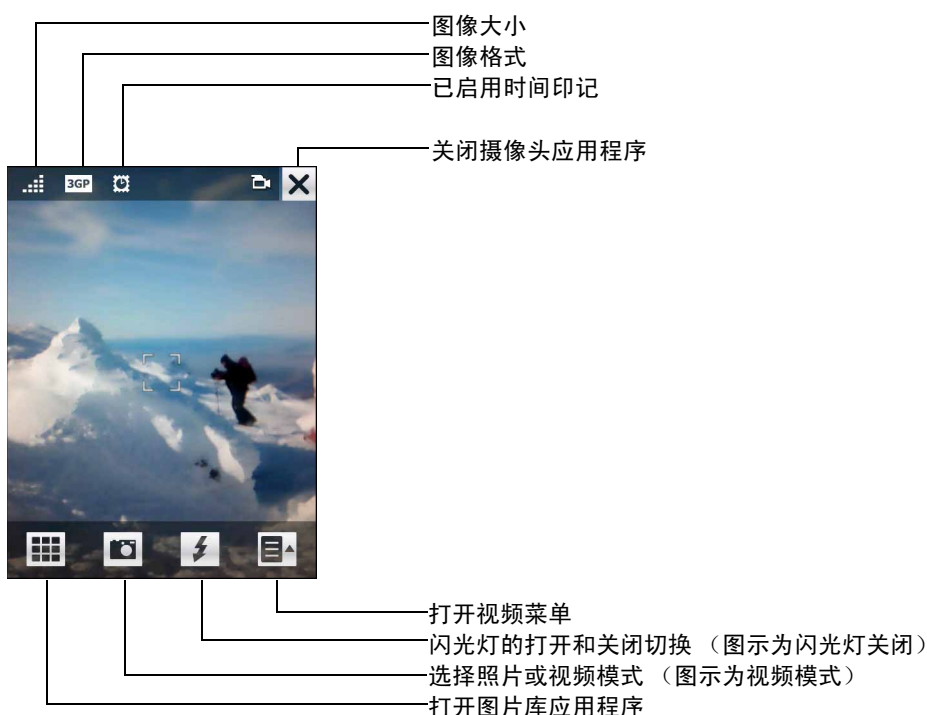 图像大小
图像格式
已启用时间印记
关闭摄像头应用程序
3GP
打开视频菜单
闪光灯的打开和关闭切换 （图示为闪光灯关闭）
选择照片或视频模式 （图示为视频模式）
打开图片库应用程序